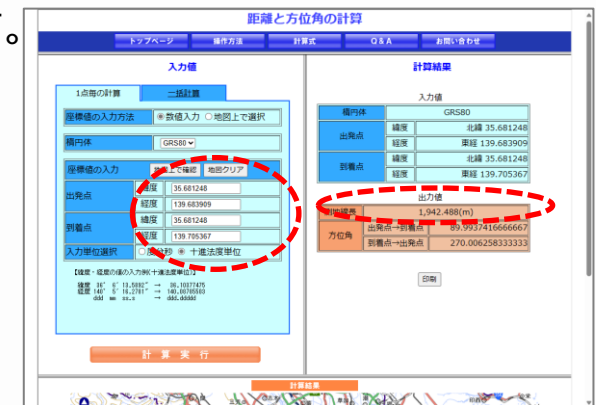 。
距離と方位角の計算
トップページ 操作方法 計算式 Q&A お問い合わせ
入力値
1点毎の計算 一括計算
座標値の入力方法 ◉数値入力 ○地図上で選択
楕円体 GRS80
座標値の入力 地図上で確認 地図クリア
出発点 緯度 35.681248
経度 139.683909
到着点 緯度 35.681248
経度 139.705367
入力単位選択 ○度分秒 ◉十進法度単位
【緯度・経度の値の入力例(十進法度単位)】
緯度 36° 6′ 13.5892″ → 36.10377475
経度 140° 5′ 16.2781″ → 140.08785503
ddd mm ss.s → ddd.ddddd
計算実行
計算結果
入力値
楕円体 GRS80
出発点 緯度 北緯 35.681248
経度 東経 139.683909
到着点 緯度 北緯 35.681248
経度 東経 139.705367
出力値
測地線長 1,942.488(m)
方位角 出発点→到着点 89.9937416666667
到着点→出発点 270.006258333333
印刷
計算結果